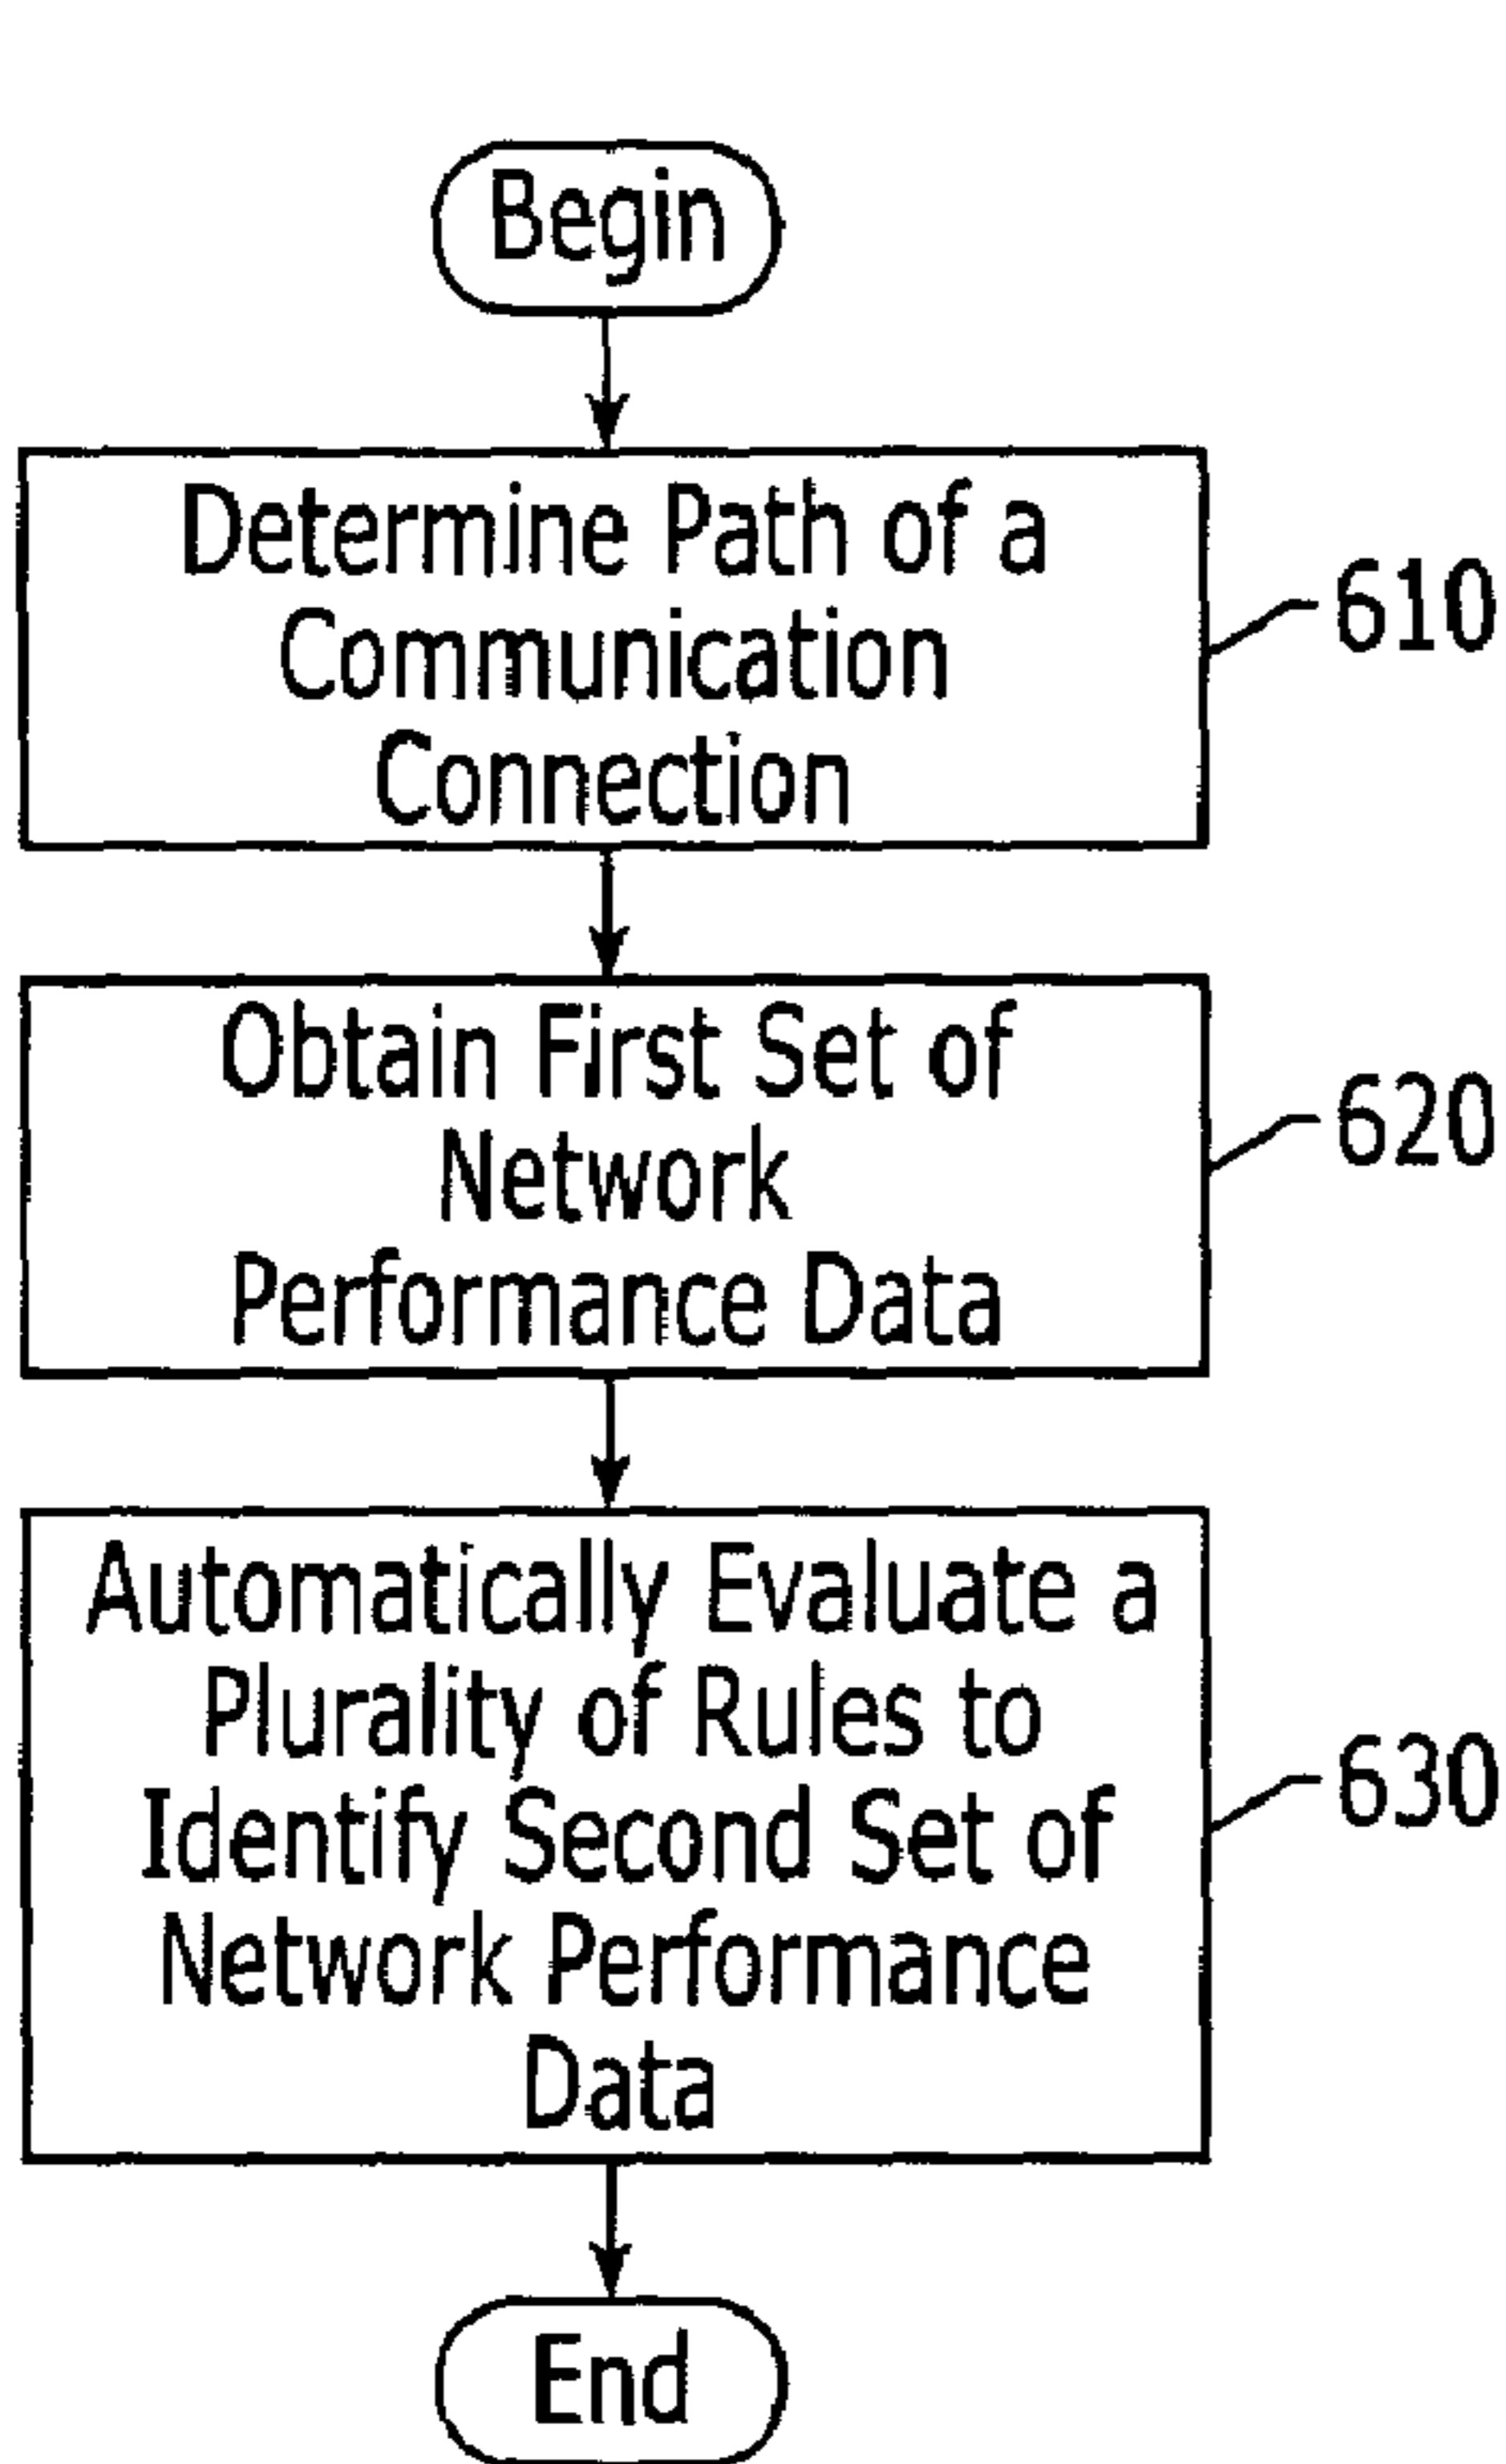 Begin
Determine Path of a
Communication
Connection
610
Obtain First Set of
Network
Performance Data
620
Automatically Evaluate a
Plurality of Rules to
Identify Second Set of
Network Performance
Data
630
End